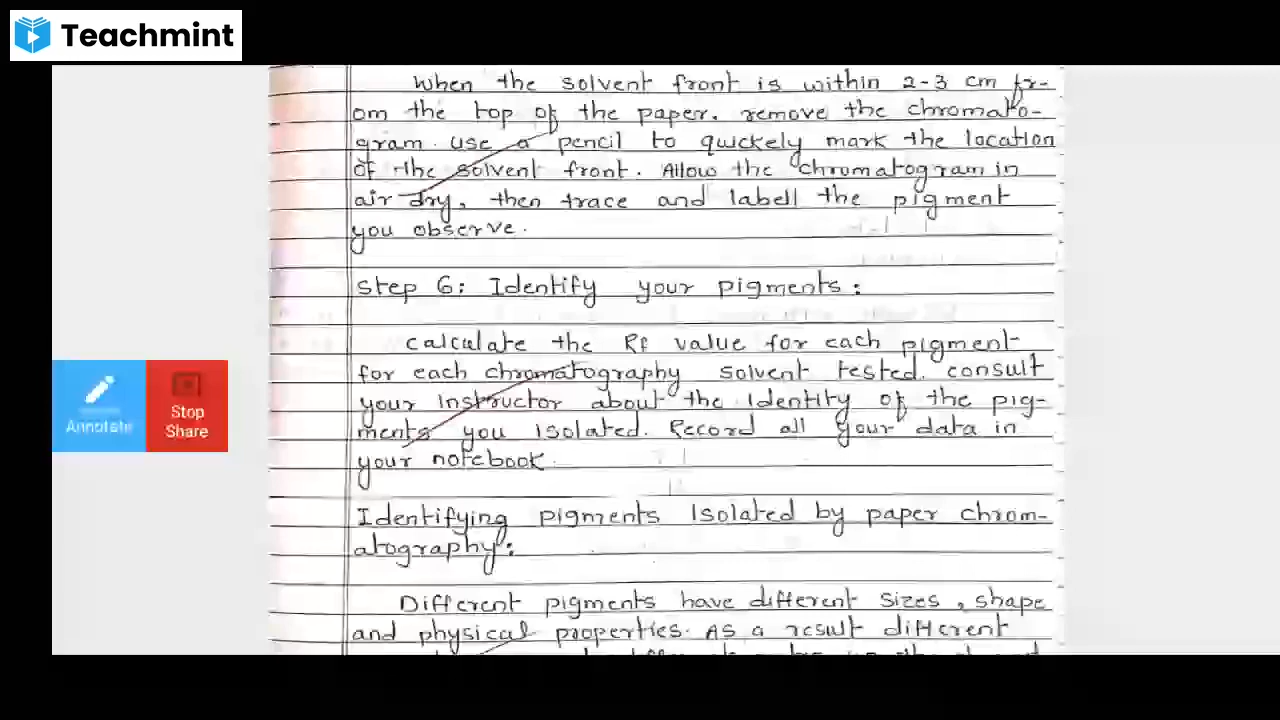 Teachmint
When the solvent front is within 2-3 cm fr-
om the top of the paper. remove the chromato-
gram. use a pencil to quickely mark the location
of the solvent front. Allow the chromatogram in
air dry, then trace and labell the pigment
you observe.
Step 6: Identify your pigments:
calculate the Rf value for each pigment
for each chromatography solvent tested. consult
your instructor about the identity of the pig-
ments you isolated. Record all your data in
your notebook.
Annotate
Stop
Share
Identifying pigments isolated by paper chrom-
atography:
Different pigments have different sizes, shape
and physical properties. As a result different